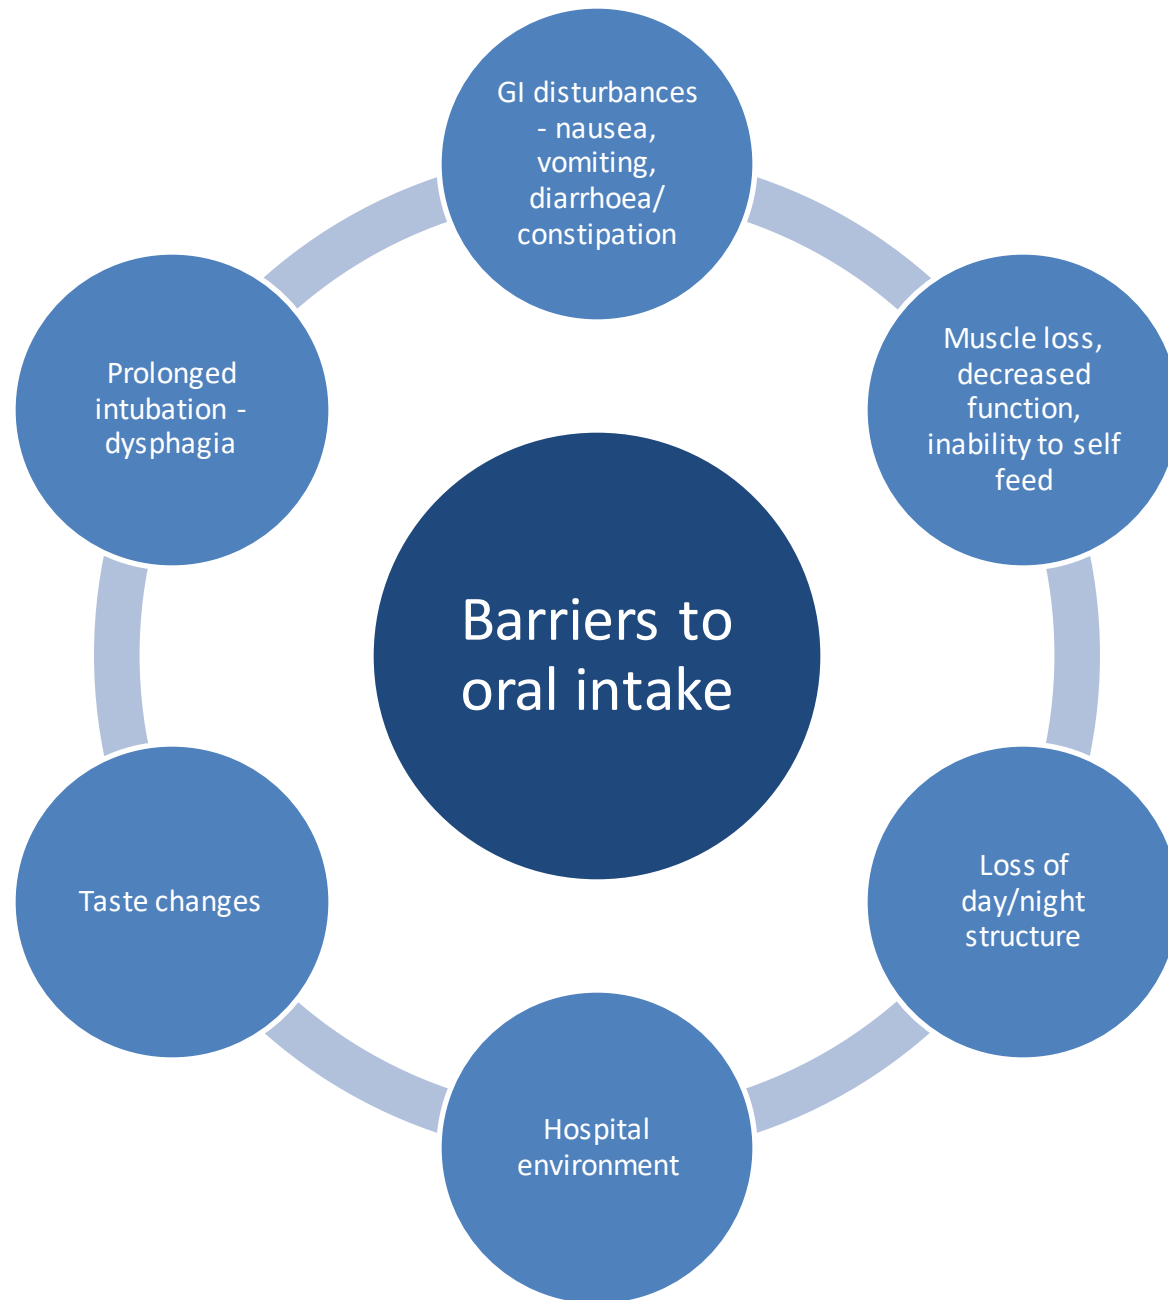 GI disturbances
- nausea,
vomiting,
diarrhoea/
constipation
Muscle loss,
decreased
function,
inability to self
feed
Loss of
day/night
structure
Hospital
environment
Taste changes
Prolonged
intubation -
dysphagia
Barriers to
oral intake